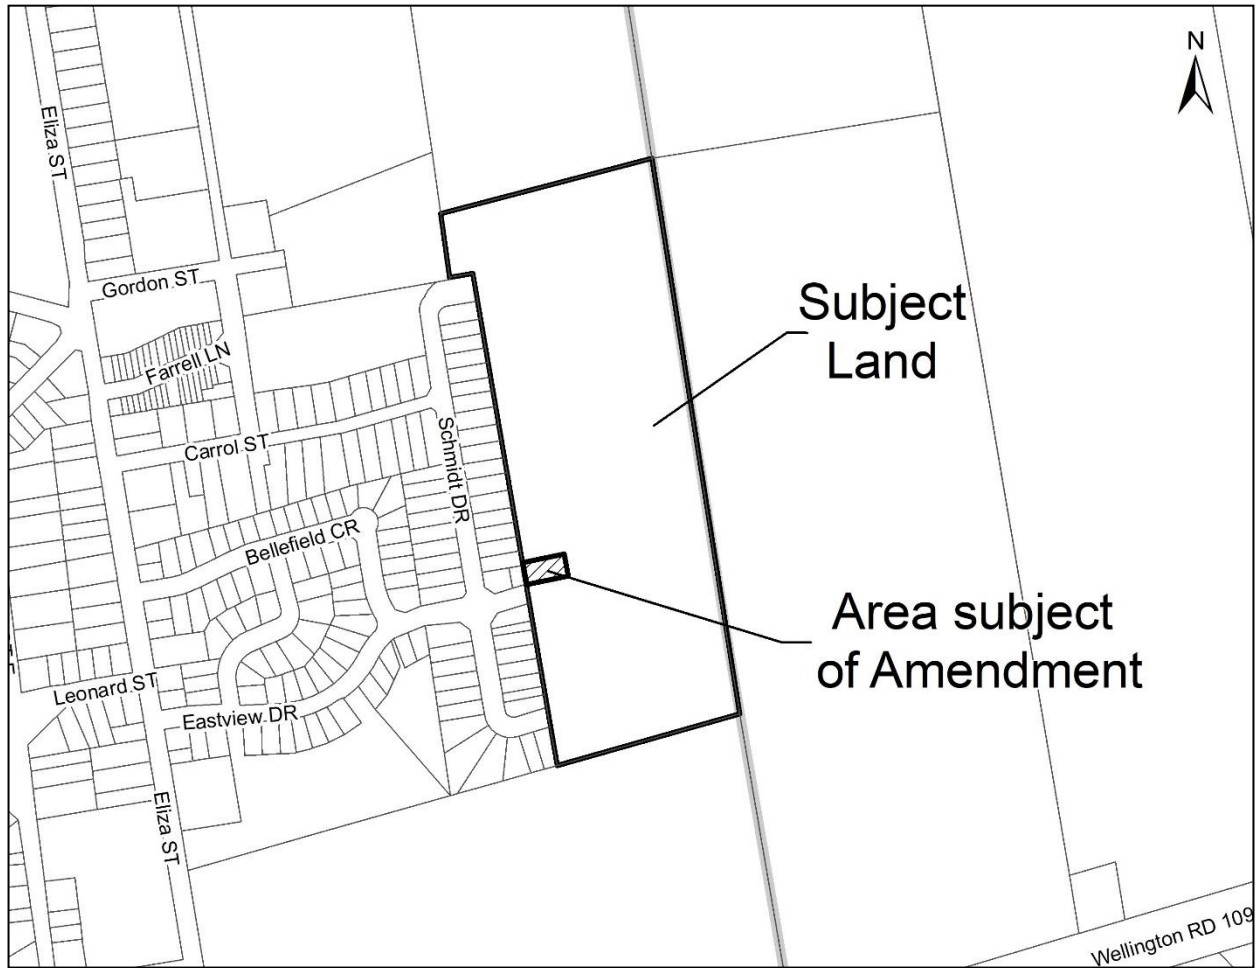 N
Eliza ST
Gordon ST
Farrell LN
Subject
Land
Carrol ST
Schmidt DR
Bellefield CR
Area subject
of Amendment
Leonard ST
Eastview DR
Eliza ST
Wellington RD 109